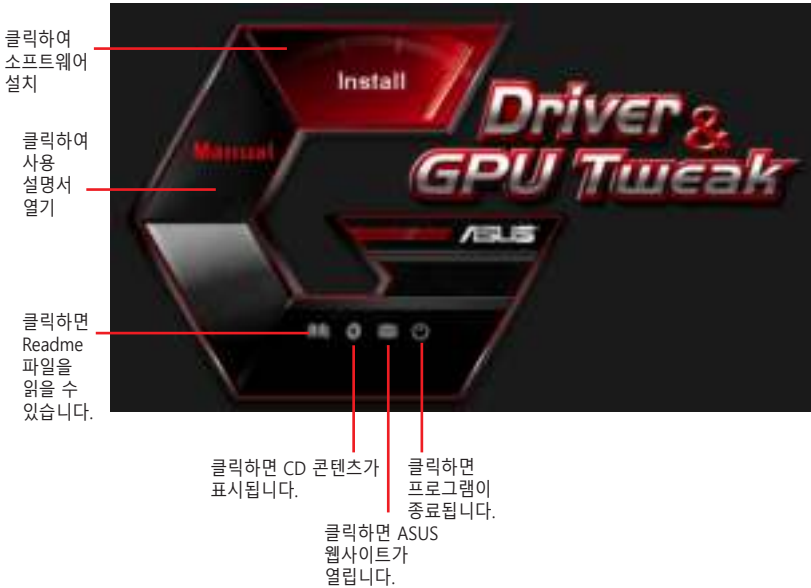 클릭하여
소프트웨어
설치
Install
Driver &
GPU Tweak
클릭하여
사용
설명서
열기
Manual
ASUS
클릭하면
Readme
파일을
읽을 수
있습니다.
클릭하면 CD 콘텐츠가
표시됩니다.
클릭하면
프로그램이
종료됩니다.
클릭하면 ASUS
웹사이트가
열립니다.